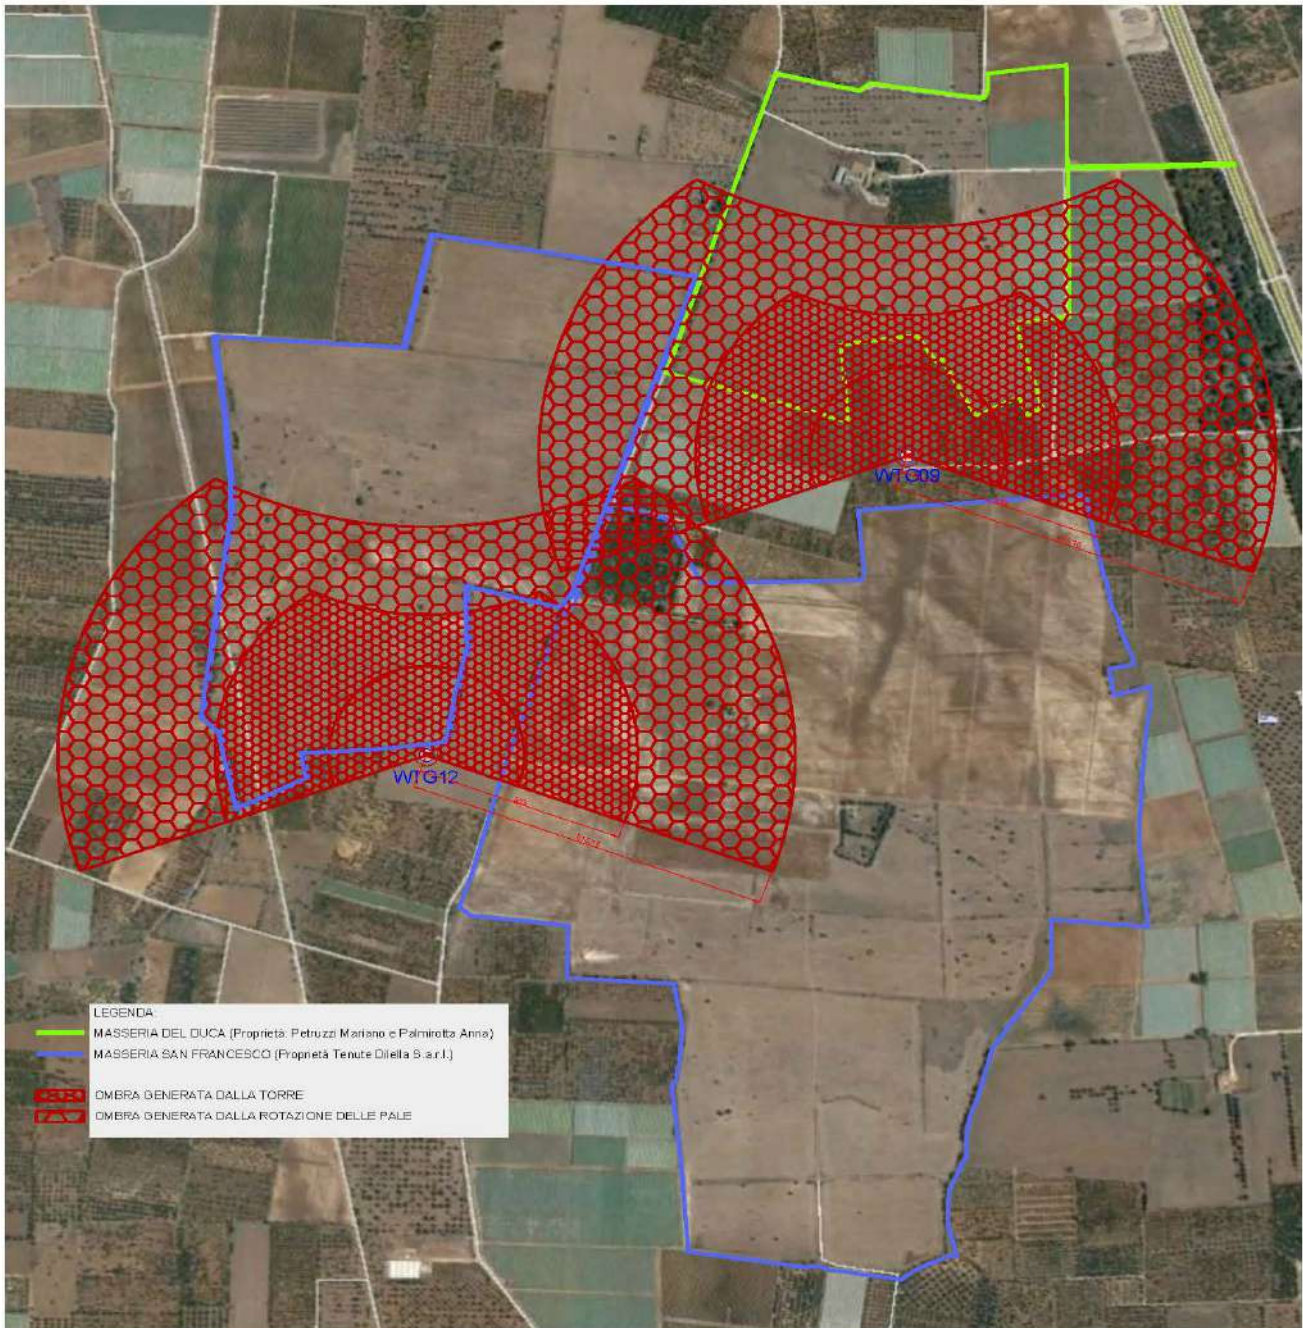 WTG09
WTG12
LEGENDA:
MASSERIA DEL DUCA (Proprietà: Petruzzi Mariano e Palmirotta Anna)
MASSERIA SAN FRANCESCO (Proprietà Tenute Dilella S.a.r.l.)
OMBRA GENERATA DALLA TORRE
OMBRA GENERATA DALLA ROTAZIONE DELLE PALE